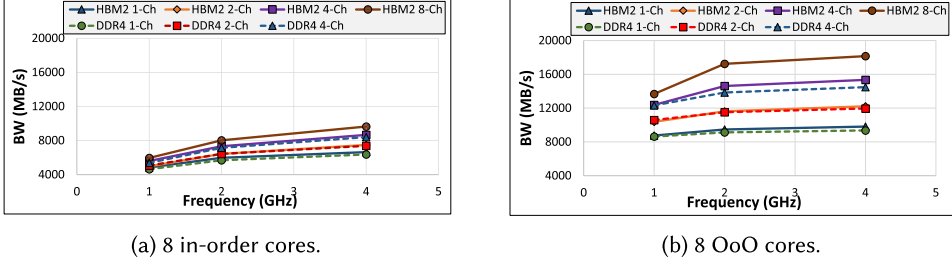 HBM2 1-Ch HBM2 2-Ch HBM2 4-Ch HBM2 8-Ch
DDR4 1-Ch DDR4 2-Ch DDR4 4-Ch
20000
16000
12000
8000
4000
BW (MB/s)
0 1 2 3 4 5
Frequency (GHz)
(a) 8 in-order cores.
HBM2 1-Ch HBM2 2-Ch HBM2 4-Ch HBM2 8-Ch
DDR4 1-Ch DDR4 2-Ch DDR4 4-Ch
20000
16000
12000
8000
4000
BW (MB/s)
0 1 2 3 4 5
Frequency (GHz)
(b) 8 OoO cores.